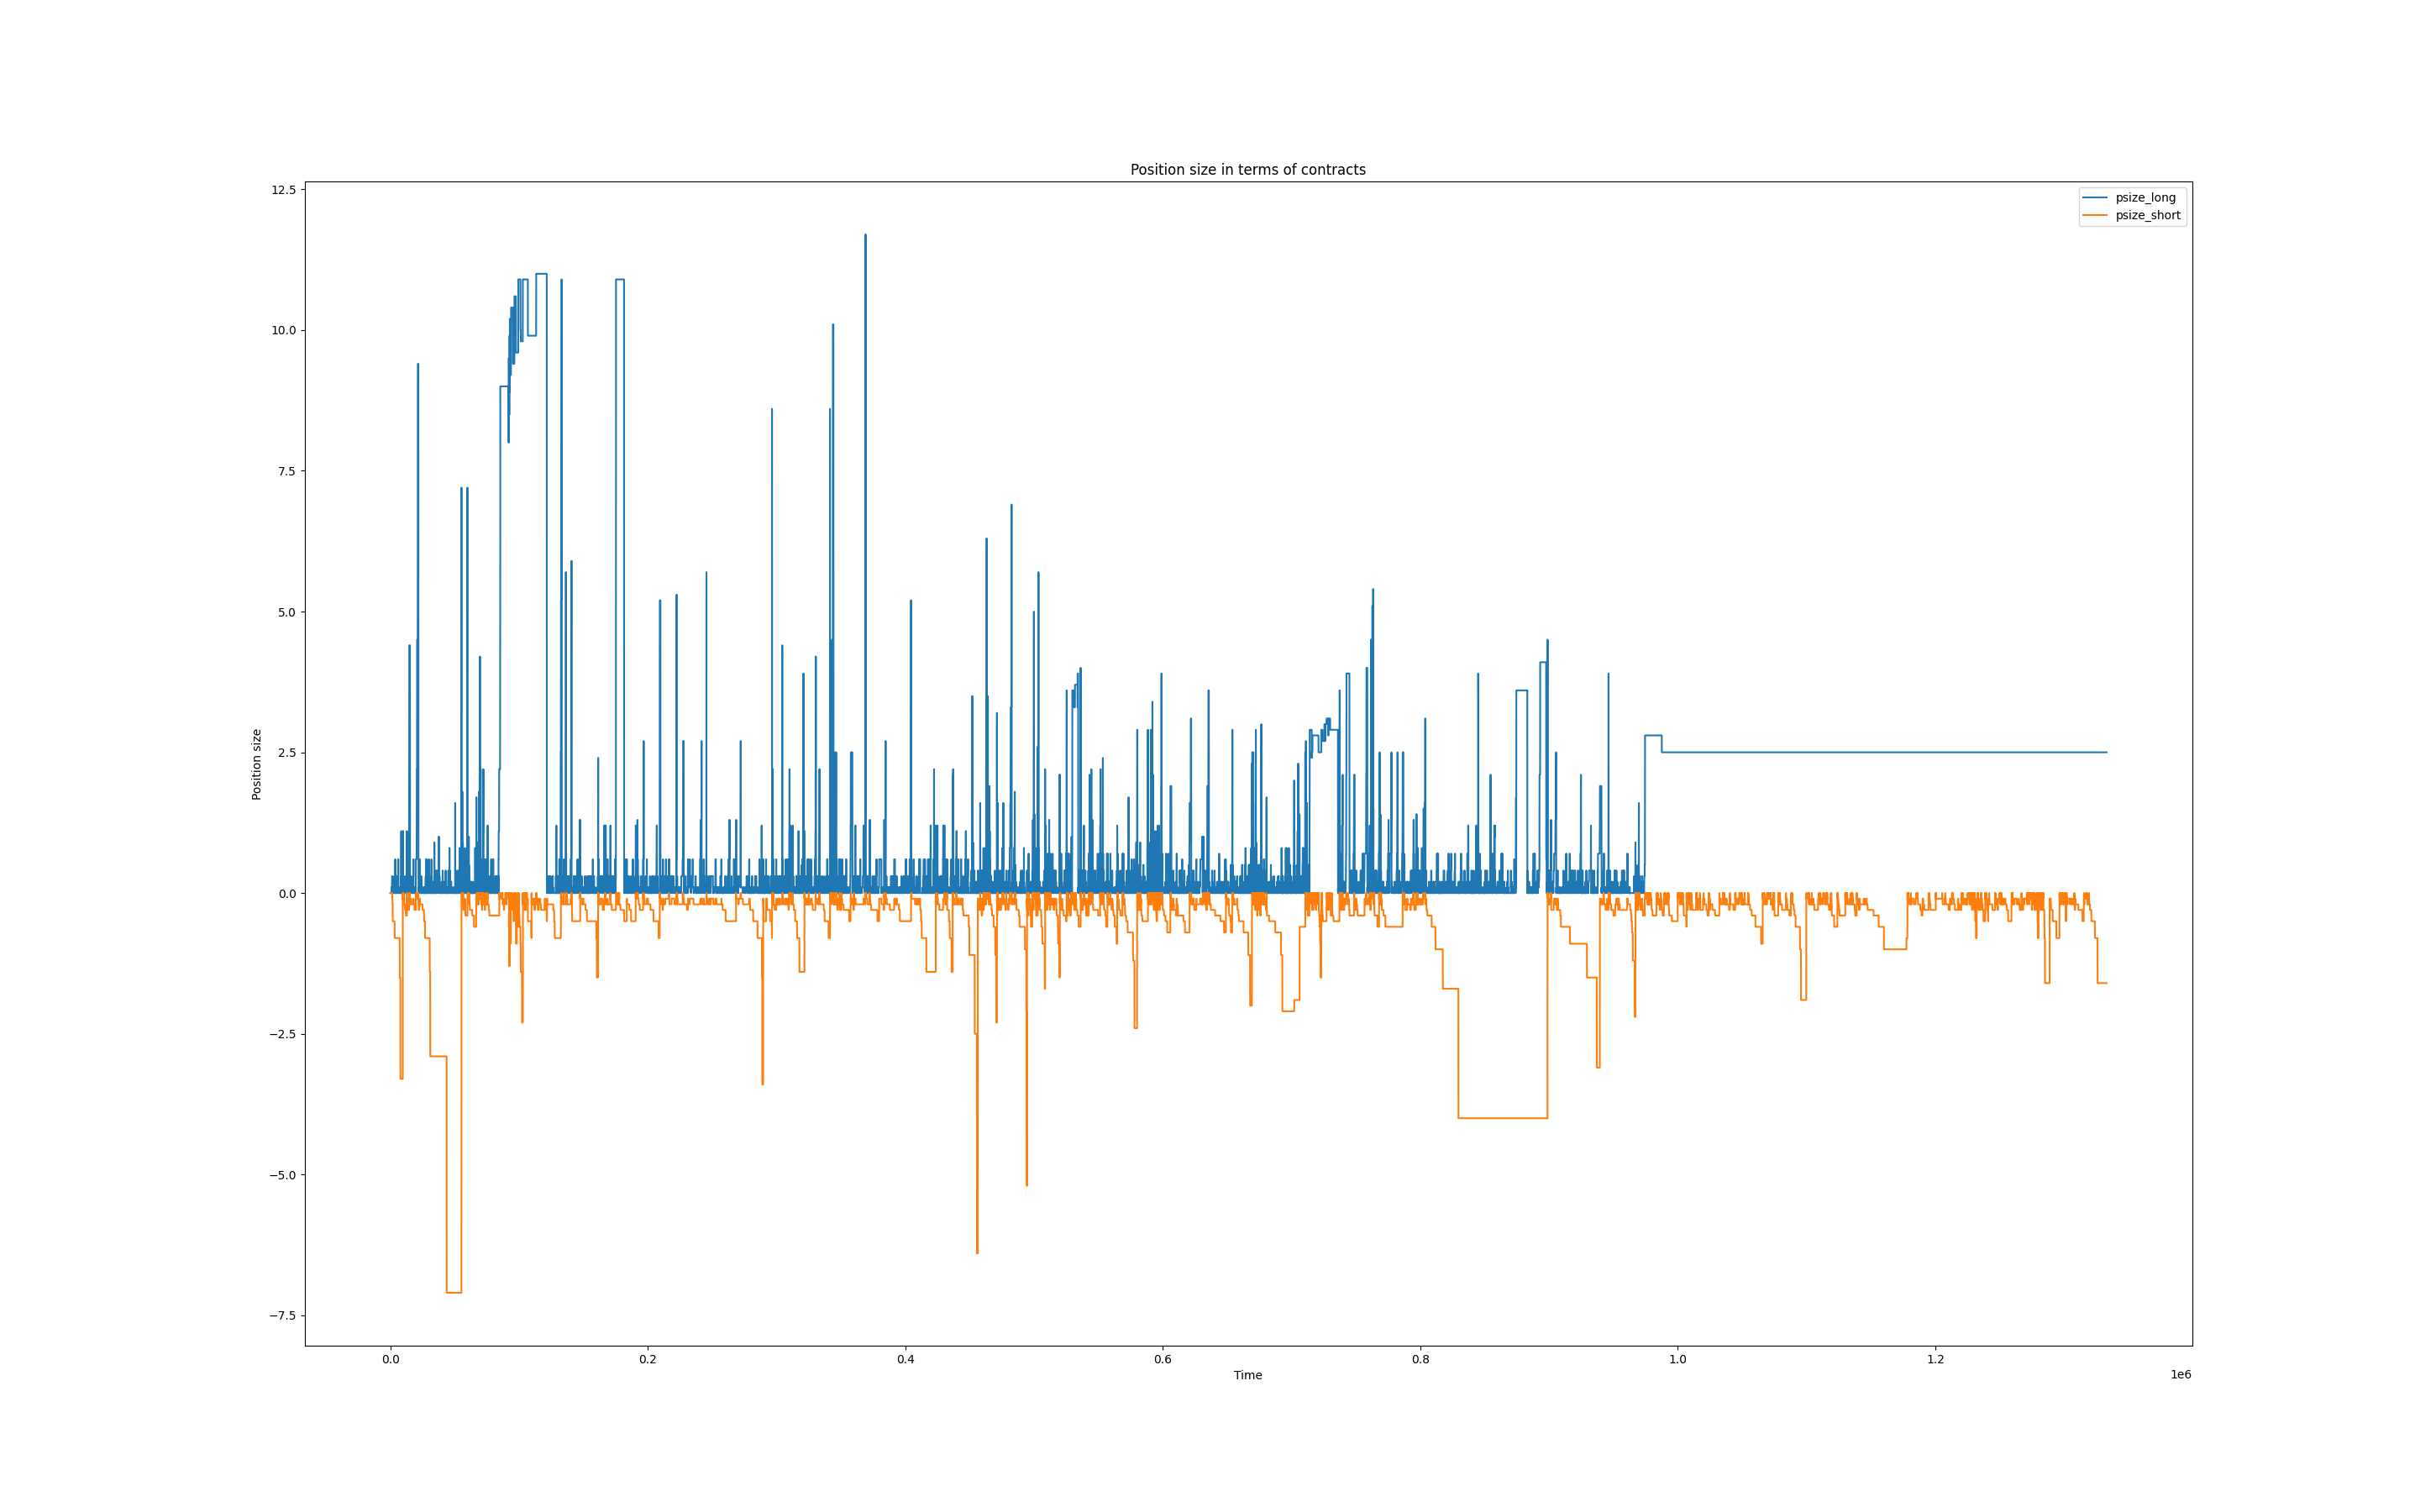 Position size in terms of contracts
psize_long
psize_short
Position size
12.5
10.0
7.5
5.0
2.5
0.0
−2.5
−5.0
−7.5
0.0
0.2
0.4
0.6
0.8
1.0
1.2
1e6
Time